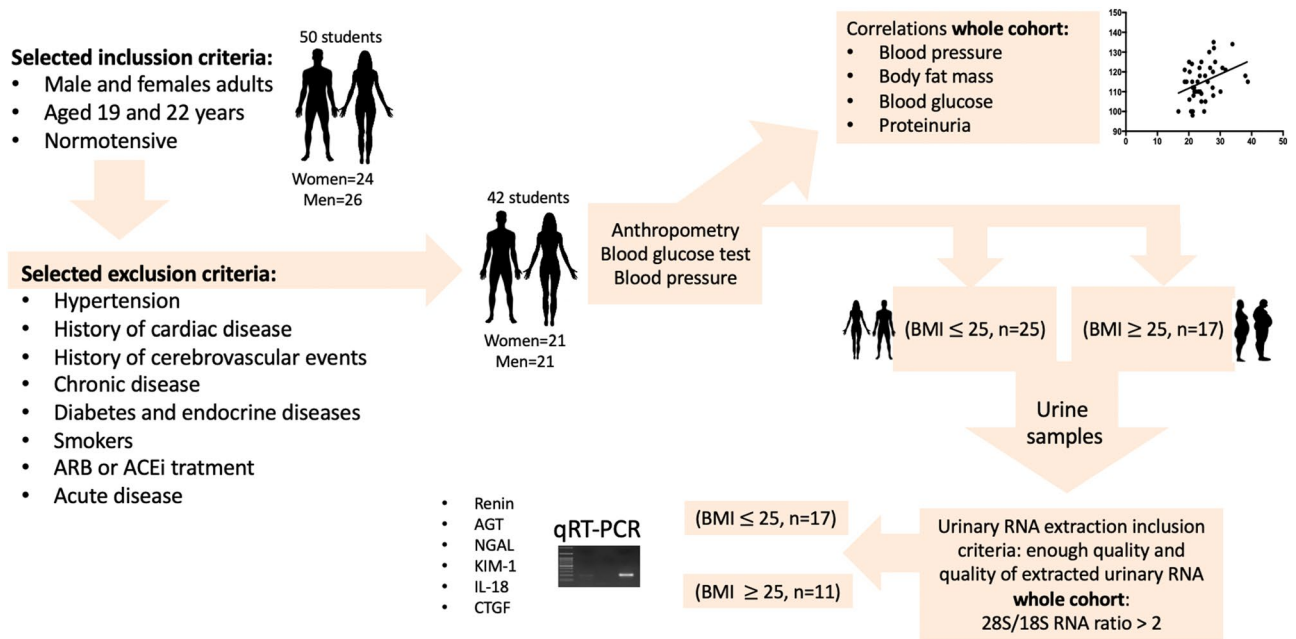 50 students
Selected inclussion criteria:
• Male and females adults
• Aged 19 and 22 years
• Normotensive
Women=24
Men=26
Selected exclusion criteria:
• Hypertension
• History of cardiac disease
• History of cerebrovascular events
• Chronic disease
• Diabetes and endocrine diseases
• Smokers
• ARB or ACEi tratment
• Acute disease
42 students
Women=21
Men=21
Anthropometry
Blood glucose test
Blood pressure
Correlations whole cohort:
• Blood pressure
• Body fat mass
• Blood glucose
• Proteinuria
150
140
130
120
110
100
90
0 10 20 30 40 50
(BMI ≤ 25, n=25)
(BMI ≥ 25, n=17)
Urine
samples
Urinary RNA extraction inclusion
criteria: enough quality and
quality of extracted urinary RNA
whole cohort:
28S/18S RNA ratio > 2
(BMI ≤ 25, n=17)
(BMI ≥ 25, n=11)
qRT-PCR
• Renin
• AGT
• NGAL
• KIM-1
• IL-18
• CTGF